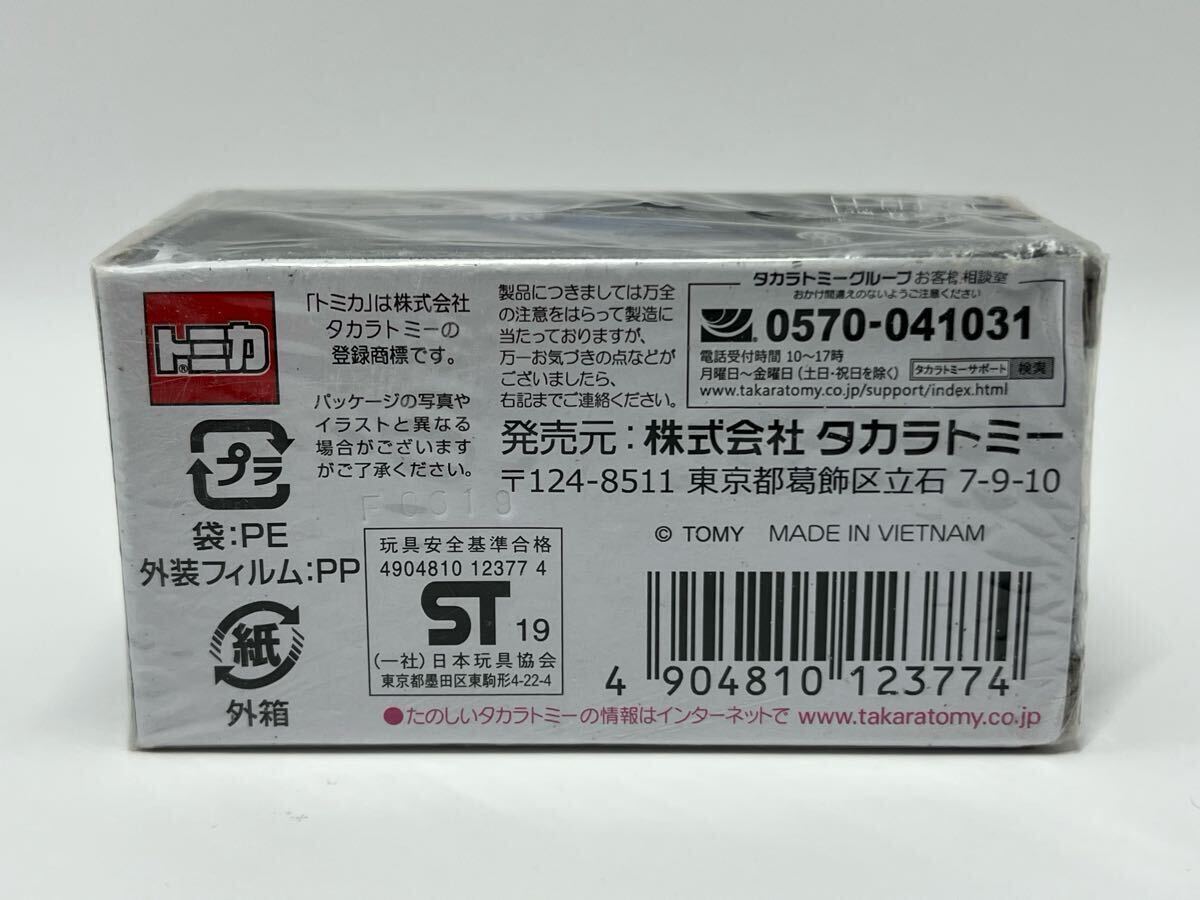 トミカ®
「トミカ」は株式会社
タカラトミーの
登録商標です。
パッケージの写真や
イラストと異なる
場合がございます
がご了承ください。
製品につきましては万全
の注意をはらって製造に
当たっておりますが、
万一お気づきの点などが
ございましたら、
右記までご連絡ください。
タカラトミーグループ お客様相談室
おかけ間違えのないようご注意ください
0570-041031
電話受付時間 10〜17時
月曜日〜金曜日（土日・祝日を除く）
タカラトミーサポート 検索
www.takaratomy.co.jp/support/index.html
発売元：株式会社 タカラトミー
〒124-8511 東京都葛飾区立石 7-9-10
© TOMY MADE IN VIETNAM
プラ
袋:PE
外装フィルム:PP
紙
外箱
玩具安全基準合格
4904810 12377 4
ST 19
(一社)日本玩具協会
東京都墨田区東駒形4-22-4
4 904810 123774
●たのしいタカラトミーの情報はインターネットで www.takaratomy.co.jp